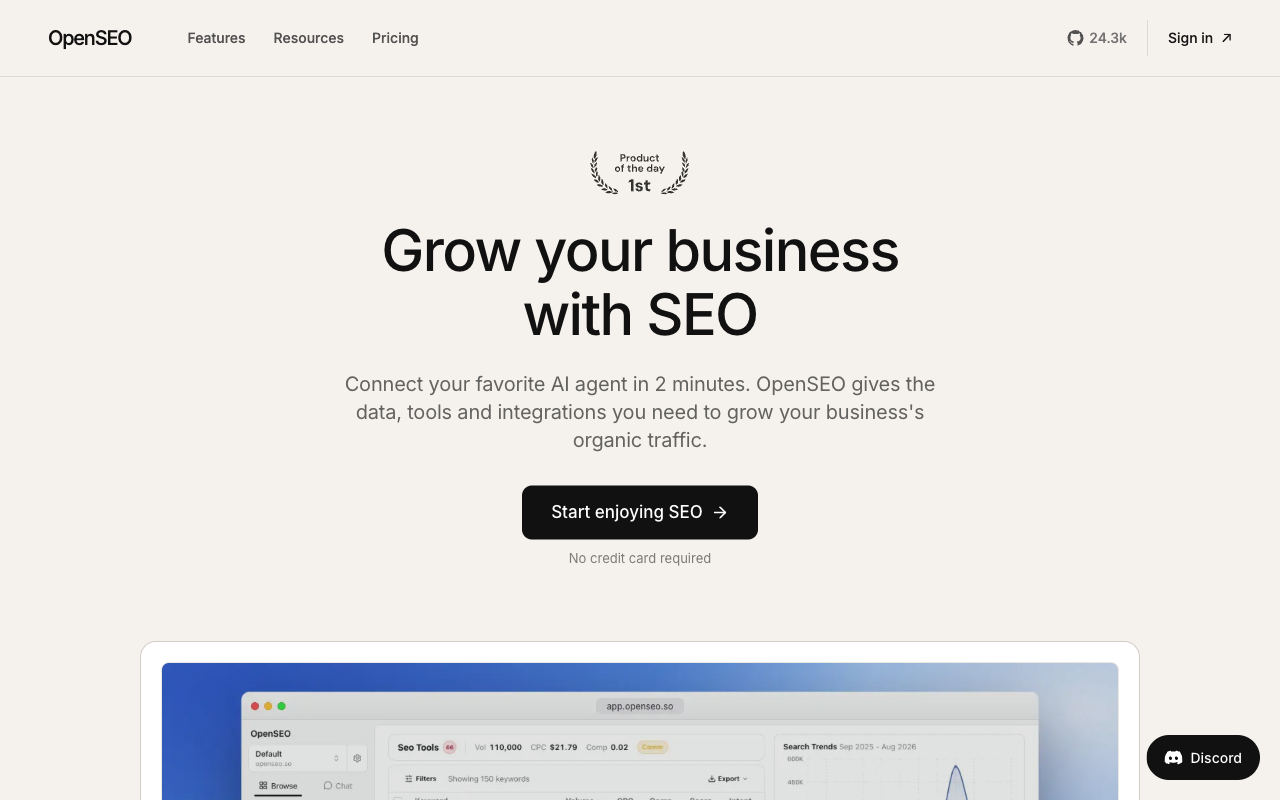 OpenSEO
Features
Resources
Pricing
24.3k
Sign in
Product
of the day
1st
Grow your business
with SEO
Connect your favorite AI agent in 2 minutes. OpenSEO gives the
data, tools and integrations you need to grow your business's
organic traffic.
Start enjoying SEO
No credit card required
app.openseo.so
OpenSEO
Default
openseo.so
Browse
Chat
Seo Tools
66
Vol 110,000
CPC $21.79
Comp 0.02
Filters
Showing 150 keywords
Export
Search Trends Sep 2025 - Aug 2026
600K
450K
Discord